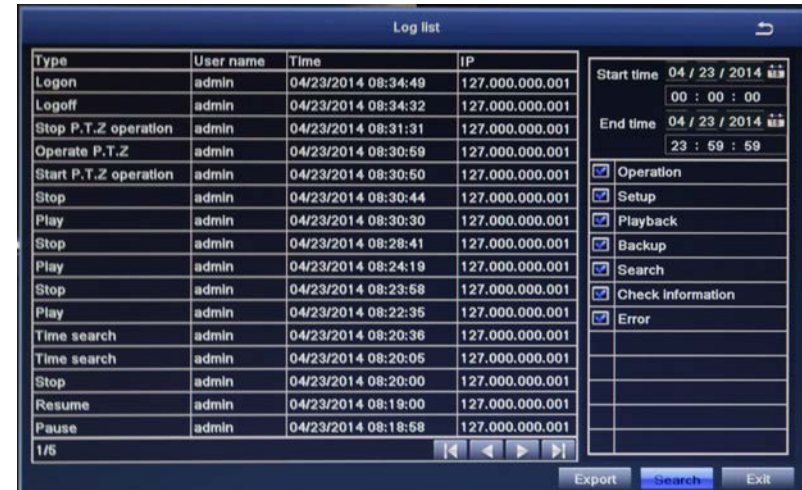 Log list
Type User name Time IP
Logon admin 04/23/2014 08:34:49 127.000.000.001
Logoff admin 04/23/2014 08:34:32 127.000.000.001
Stop P.T.Z operation admin 04/23/2014 08:31:31 127.000.000.001
Operate P.T.Z admin 04/23/2014 08:30:59 127.000.000.001
Start P.T.Z operation admin 04/23/2014 08:30:50 127.000.000.001
Stop admin 04/23/2014 08:30:44 127.000.000.001
Play admin 04/23/2014 08:30:30 127.000.000.001
Stop admin 04/23/2014 08:28:41 127.000.000.001
Play admin 04/23/2014 08:24:19 127.000.000.001
Stop admin 04/23/2014 08:23:58 127.000.000.001
Play admin 04/23/2014 08:22:35 127.000.000.001
Time search admin 04/23/2014 08:20:36 127.000.000.001
Time search admin 04/23/2014 08:20:05 127.000.000.001
Stop admin 04/23/2014 08:20:00 127.000.000.001
Resume admin 04/23/2014 08:19:00 127.000.000.001
Pause admin 04/23/2014 08:18:58 127.000.000.001
1/5
Start time 04 / 23 / 2014
00 : 00 : 00
End time 04 / 23 / 2014
23 : 59 : 59
Operation
Setup
Playback
Backup
Search
Check information
Error
Export Search Exit